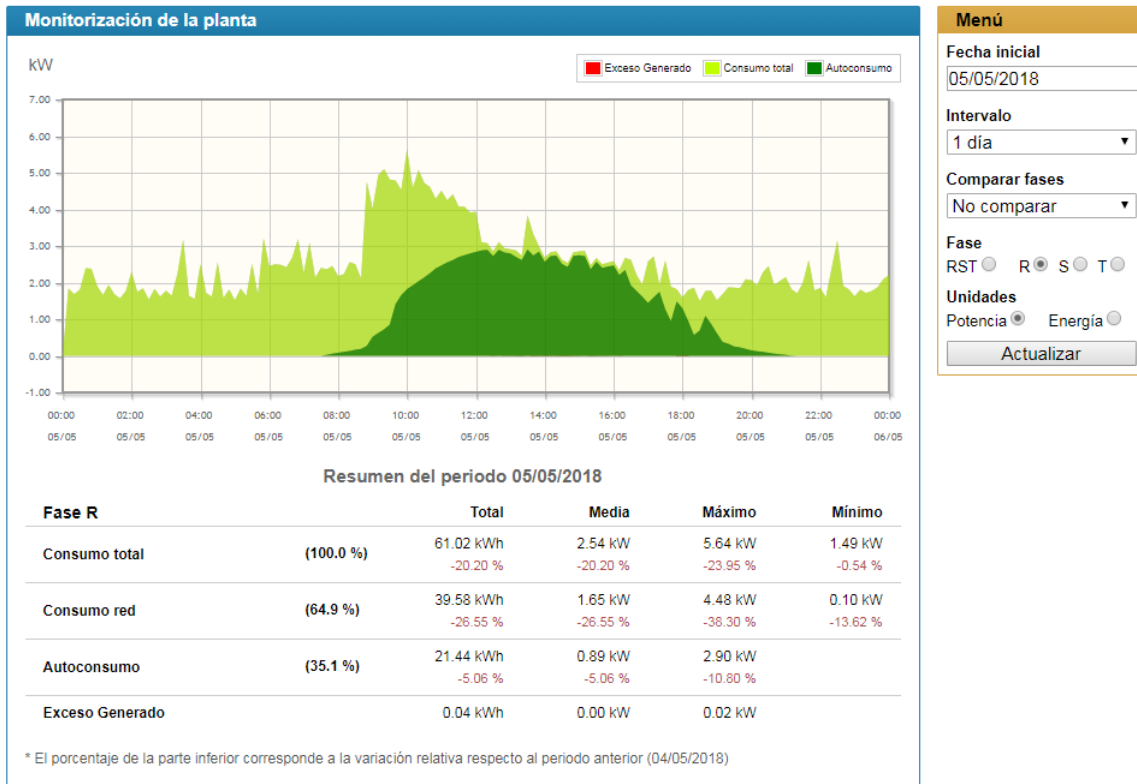 Monitorización de la planta
kW
Exceso Generado Consumo total Autoconsumo
7.00
6.00
5.00
4.00
3.00
2.00
1.00
0.00
-1.00
00:00 02:00 04:00 06:00 08:00 10:00 12:00 14:00 16:00 18:00 20:00 22:00 00:00
05/05 05/05 05/05 05/05 05/05 05/05 05/05 05/05 05/05 05/05 05/05 05/05 06/05
Resumen del periodo 05/05/2018
Fase R Total Media Máximo Mínimo
Consumo total (100.0 %) 61.02 kWh 2.54 kW 5.64 kW 1.49 kW
-20.20 % -20.20 % -23.95 % -0.54 %
Consumo red (64.9 %) 39.58 kWh 1.65 kW 4.48 kW 0.10 kW
-26.55 % -26.55 % -38.30 % -13.62 %
Autoconsumo (35.1 %) 21.44 kWh 0.89 kW 2.90 kW
-5.06 % -5.06 % -10.80 %
Exceso Generado 0.04 kWh 0.00 kW 0.02 kW
* El porcentaje de la parte inferior corresponde a la variación relativa respecto al periodo anterior (04/05/2018)
Menú
Fecha inicial
05/05/2018
Intervalo
1 día
Comparar fases
No comparar
Fase
RST R S T
Unidades
Potencia Energía
Actualizar